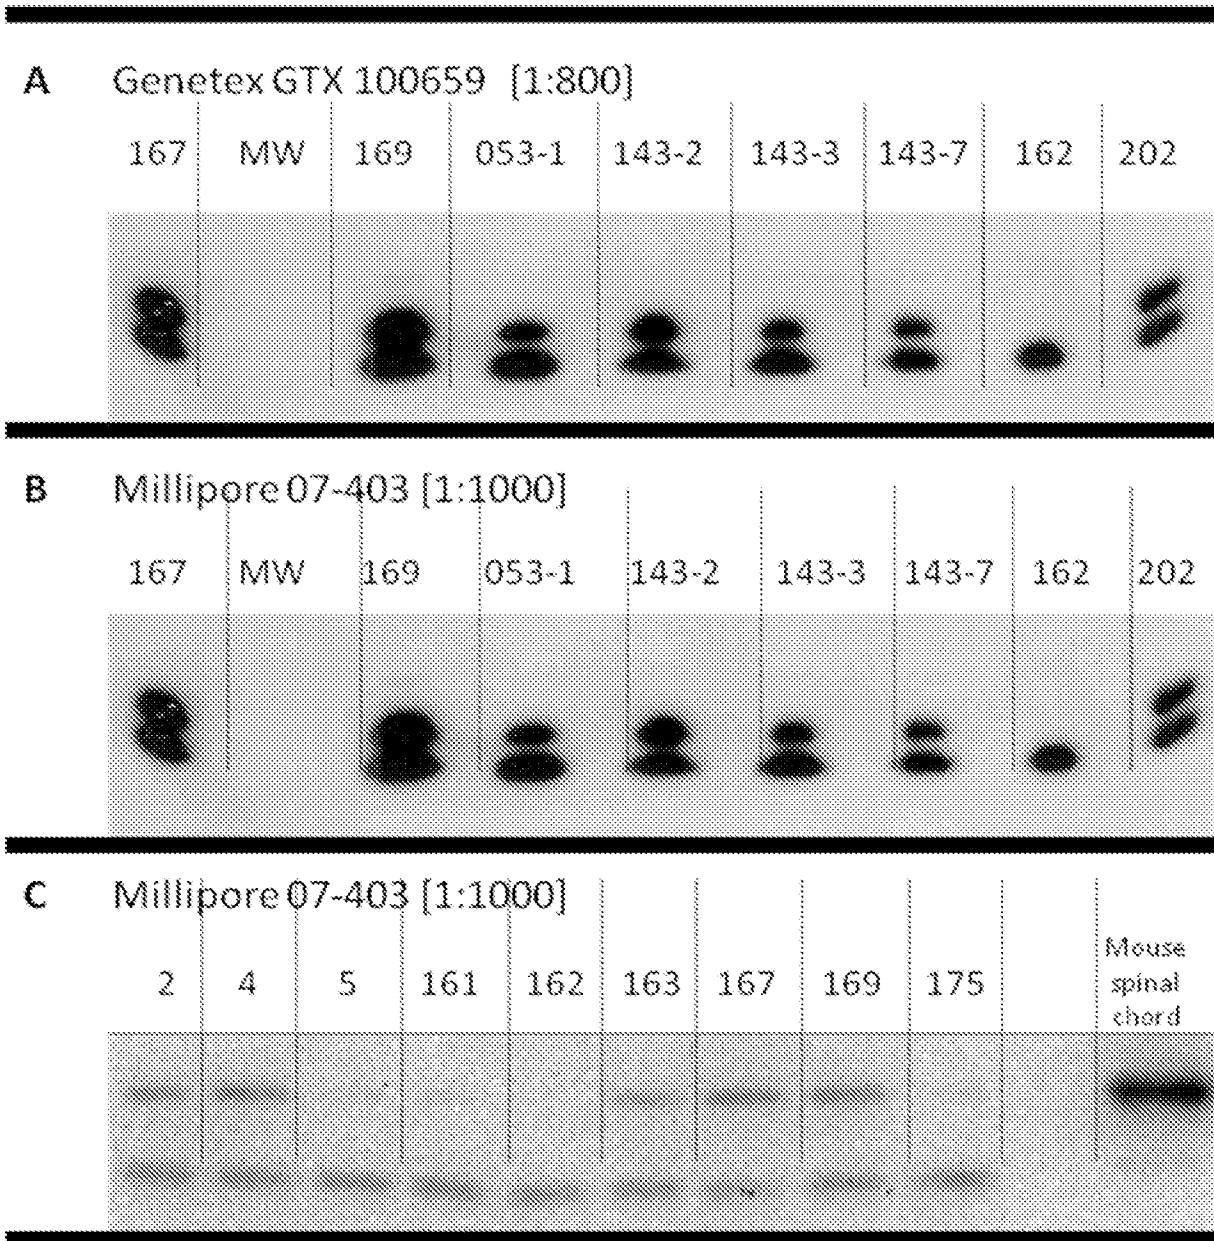 A Genetex GTX 100659 [1:800]
167 MW 169 053-1 143-2 143-3 143-7 162 202
B Millipore 07-403 [1:1000]
167 MW 169 053-1 143-2 143-3 143-7 162 202
C Millipore 07-403 [1:1000]
2 4 5 161 162 163 167 169 175 Mouse
spinal
chord